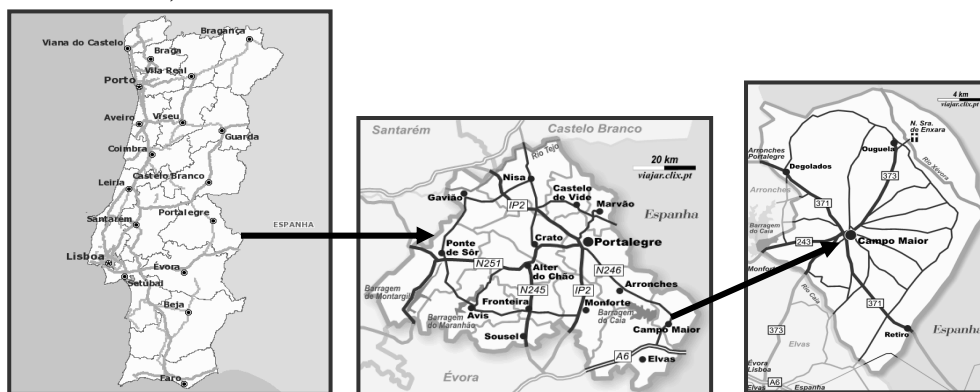 Bragança
Viana do Castelo
Braga
Vila Real
Porto
Aveiro
Viseu
Guarda
Coimbra
Castelo Branco
Leiria
Santarém
Portalegre
ESPANHA
Lisboa
Évora
Setúbal
Beja
Faro
Santarém
Castelo Branco
Rio Tejo
20 km
viajar.clix.pt
Nisa
Gavião
Castelo
de Vide
IP2
Marvão
Espanha
Ponte
de Sôr
Crato
Portalegre
N251
Alter
do Chão
N246
Barragem
de Montargil
N245
IP2
Arronches
Fronteira
Monforte
Avis
Barragem
do Maranhão
Barragem
do Caia
Campo Maior
Sousel
A6
Elvas
Évora
4 km
viajar.clix.pt
N. Sra.
de Enxara
Ouguela
Arronches
Portalegre
Degolados
Rio Xévora
373
Arronches
371
Barragem
do Caia
243
Campo Maior
Monforte
Rio Caia
371
373
Retiro
Espanha
Elvas
Évora
Lisboa
A6
Elvas
Espanha